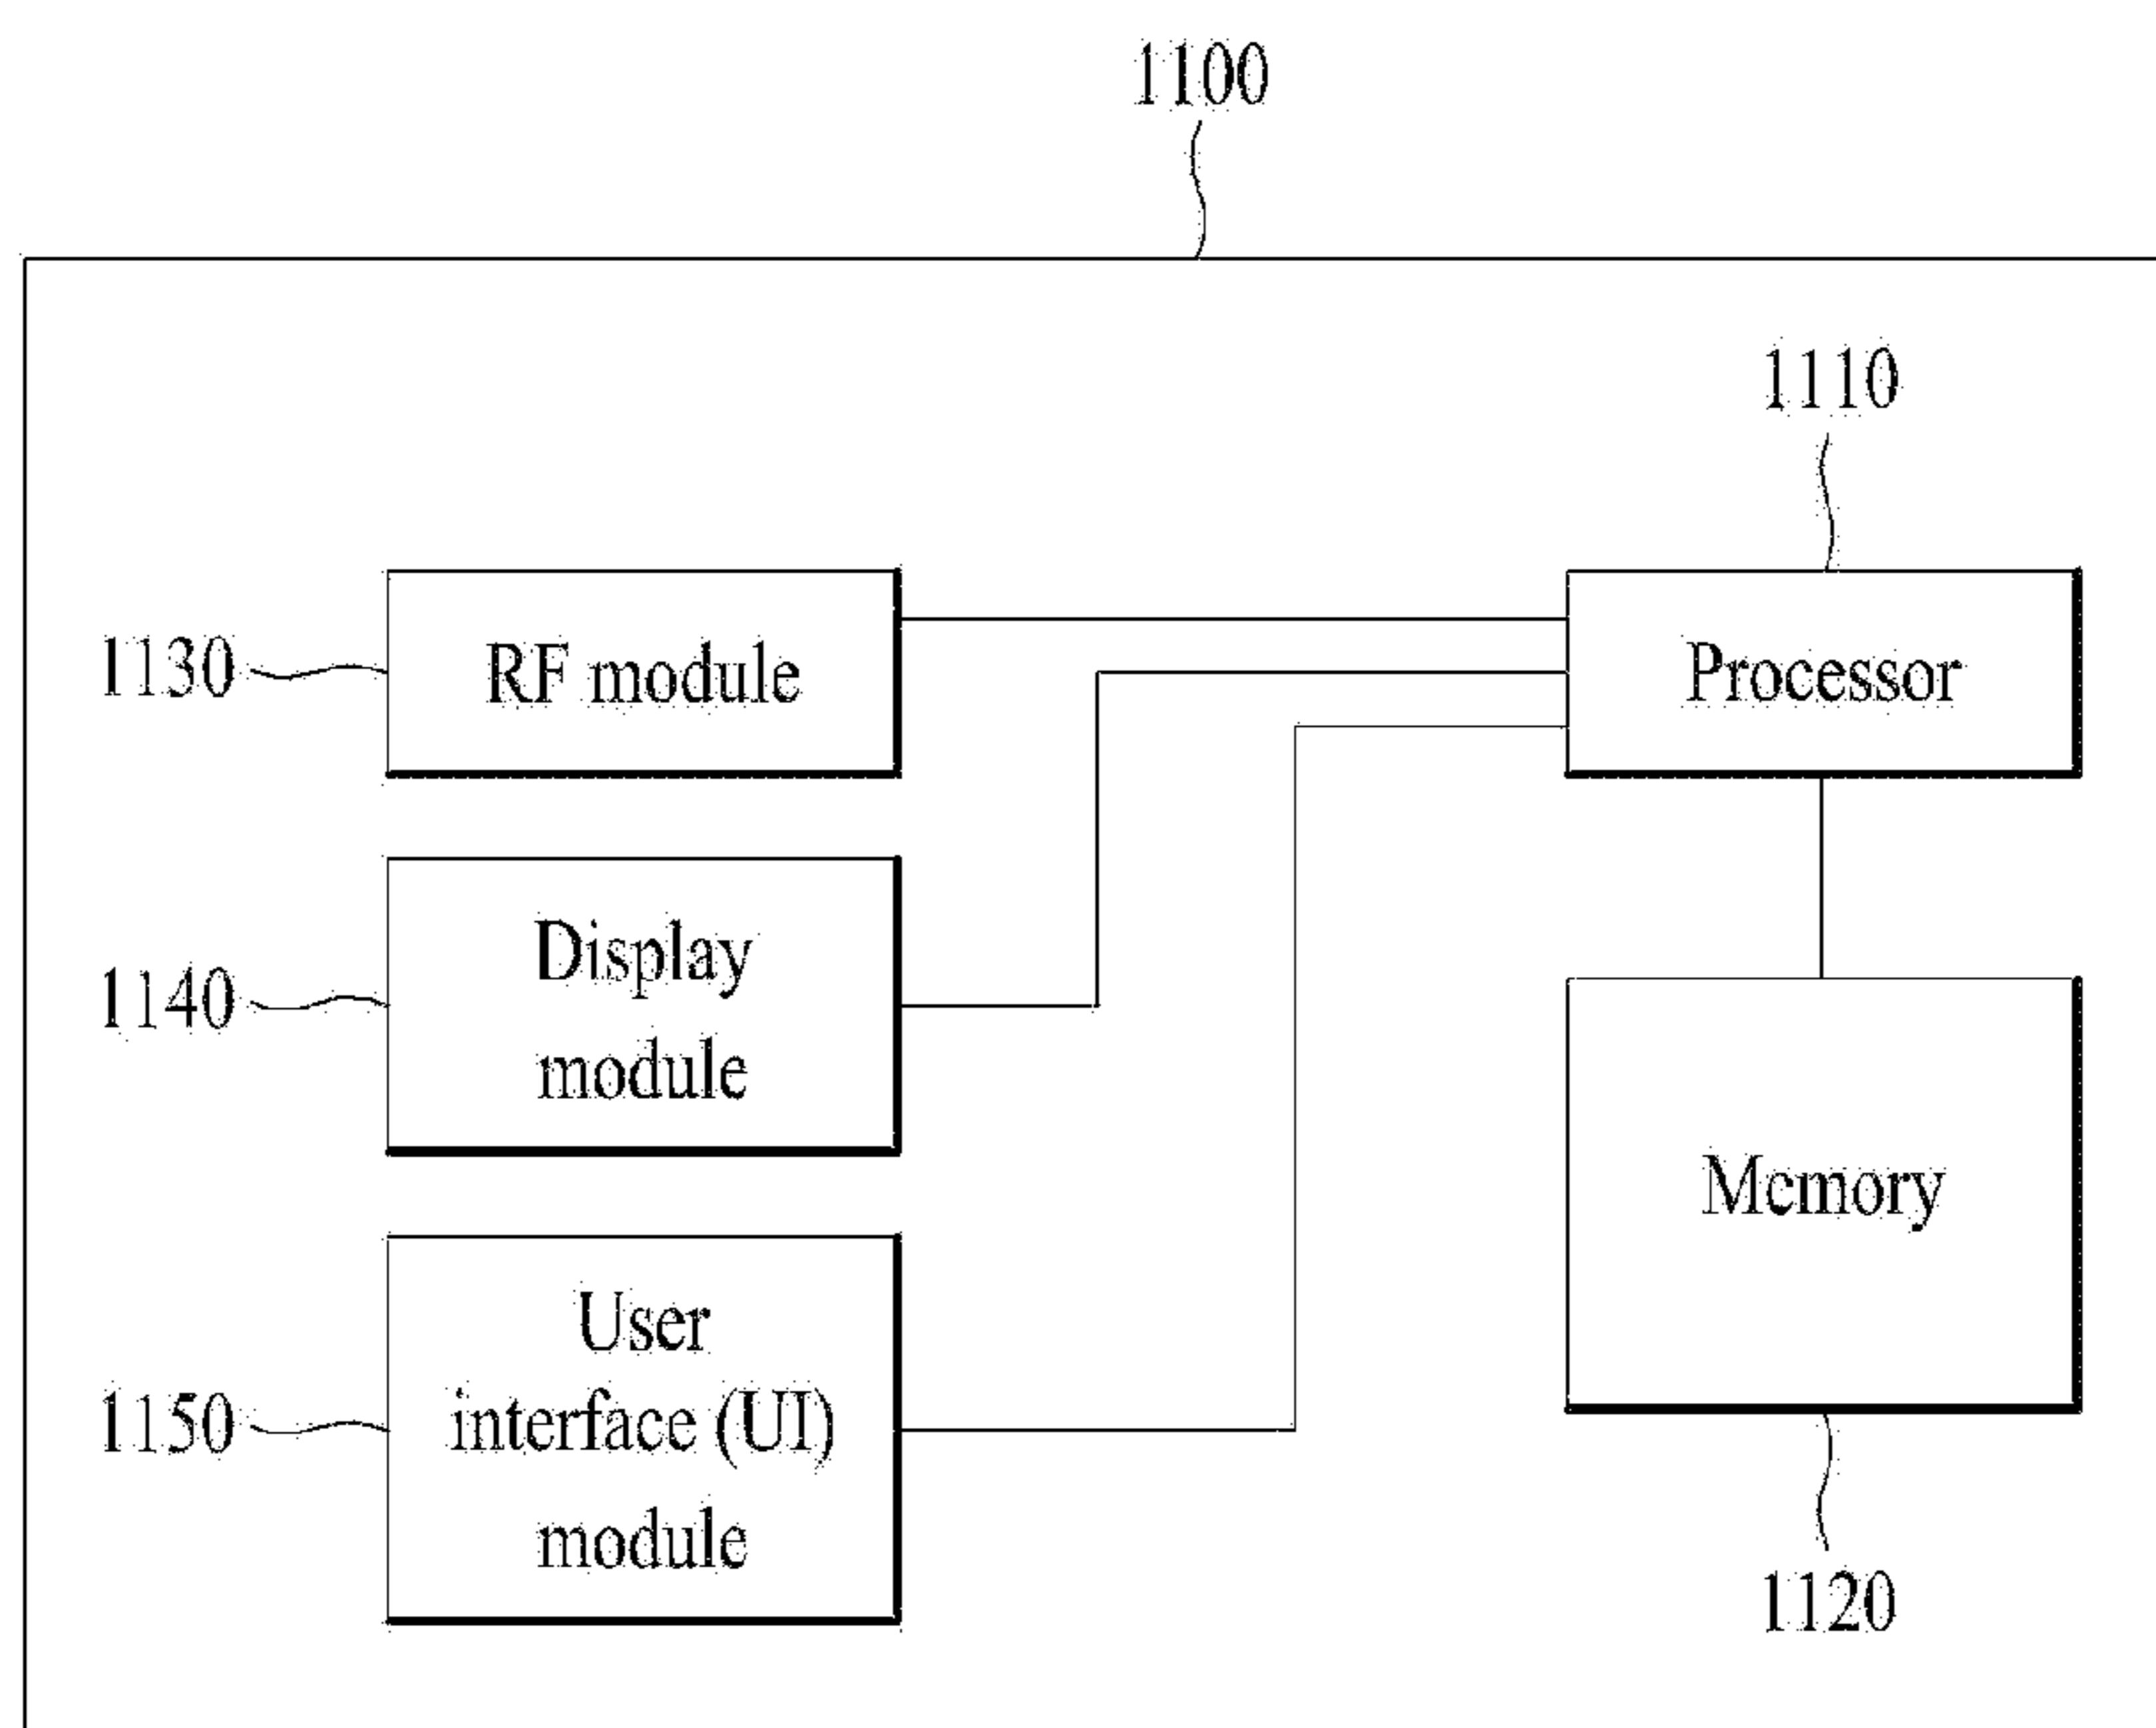 1100
1110
1130
RF module
Processor
1140
Display
module
Memory
1150
User
interface (UI)
module
1120